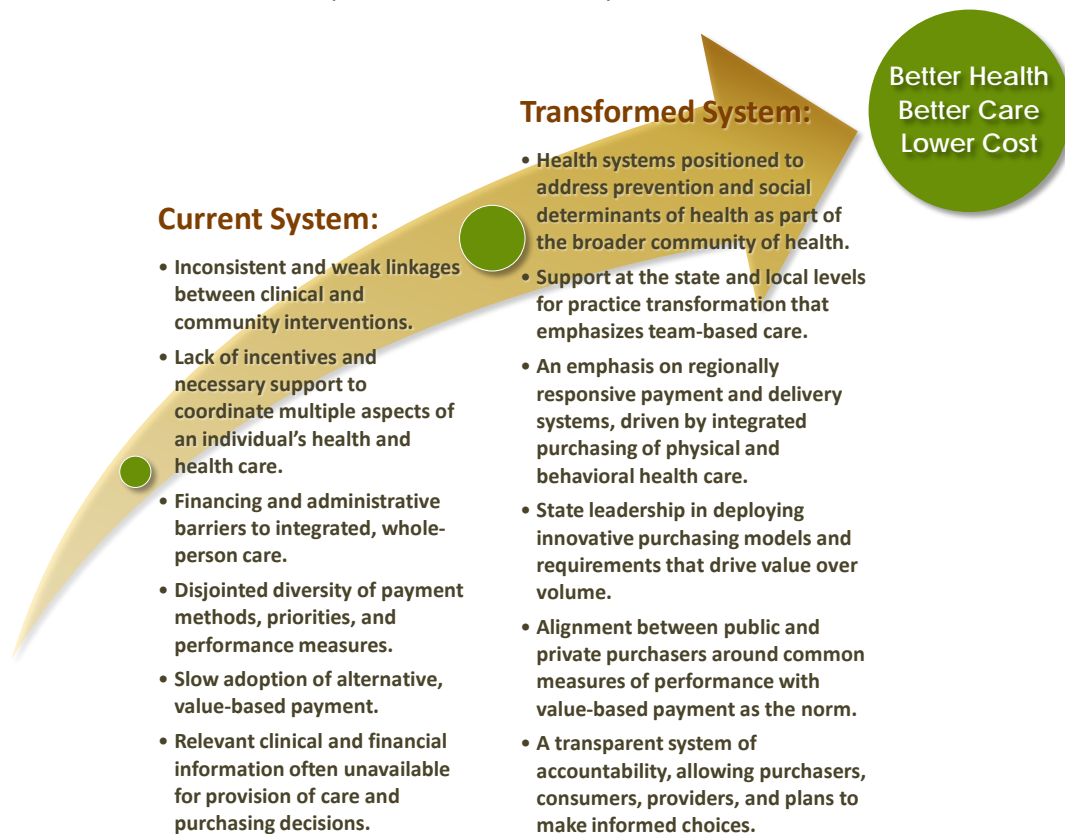 Better Health
Better Care
Lower Cost
Current System:
• Inconsistent and weak linkages
between clinical and
community interventions.
• Lack of incentives and
necessary support to
coordinate multiple aspects of
an individual's health and
health care.
• Financing and administrative
barriers to integrated, whole-
person care.
• Disjointed diversity of payment
methods, priorities, and
performance measures.
• Slow adoption of alternative,
value-based payment.
• Relevant clinical and financial
information often unavailable
for provision of care and
purchasing decisions.
Transformed System:
• Health systems positioned to
address prevention and social
determinants of health as part of
the broader community of health.
• Support at the state and local levels
for practice transformation that
emphasizes team-based care.
• An emphasis on regionally
responsive payment and delivery
systems, driven by integrated
purchasing of physical and
behavioral health care.
• State leadership in deploying
innovative purchasing models and
requirements that drive value over
volume.
• Alignment between public and
private purchasers around common
measures of performance with
value-based payment as the norm.
• A transparent system of
accountability, allowing purchasers,
consumers, providers, and plans to
make informed choices.